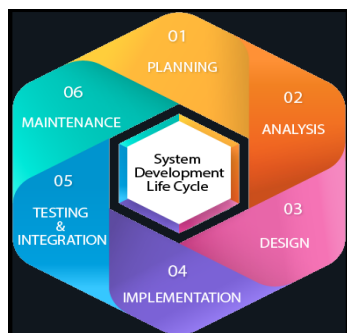 01
PLANNING
02
ANALYSIS
03
DESIGN
04
IMPLEMENTATION
05
TESTING
&
INTEGRATION
06
MAINTENANCE
System
Development
Life Cycle